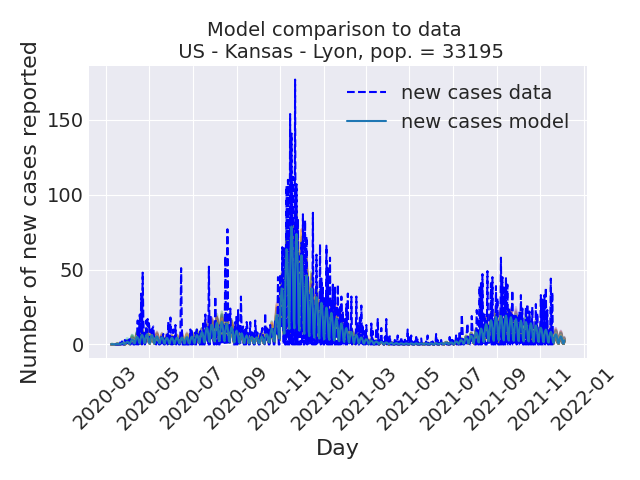 Model comparison to data
US - Kansas - Lyon, pop. = 33195
new cases data
new cases model
Number of new cases reported
150
100
50
0
2020-03
2020-05
2020-07
2020-09
2020-11
2021-01
2021-03
2021-05
2021-07
2021-09
2021-11
2022-01
Day